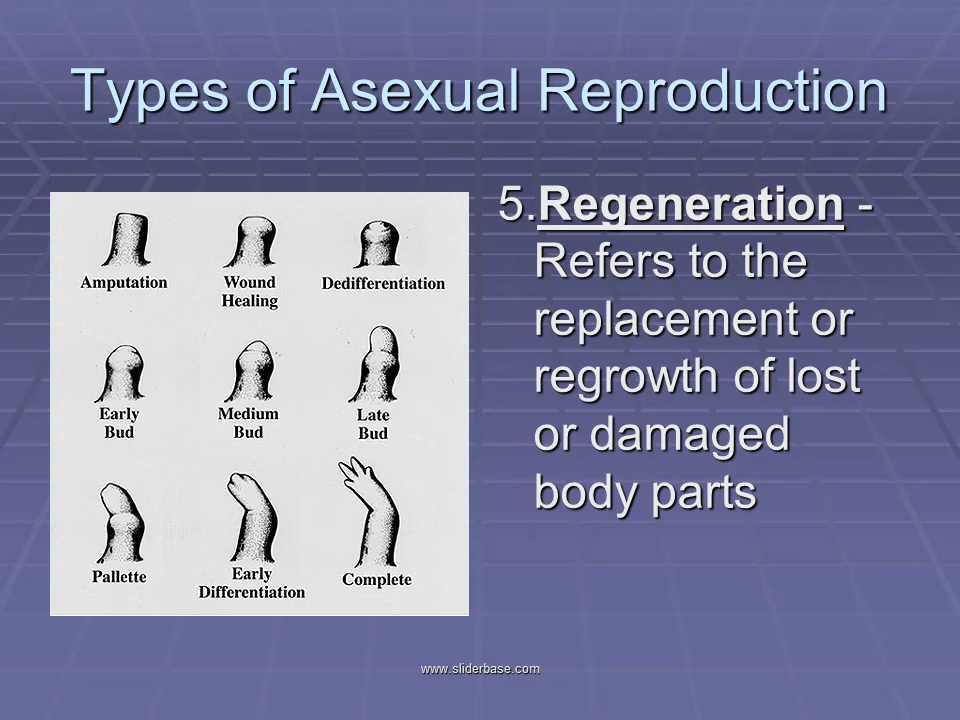 Types of Asexual Reproduction
Amputation
Wound
Healing
Dedifferentiation
Early
Bud
Medium
Bud
Late
Bud
Pallette
Early
Differentiation
Complete
5.Regeneration -
Refers to the
replacement or
regrowth of lost
or damaged
body parts
www.sliderbase.com